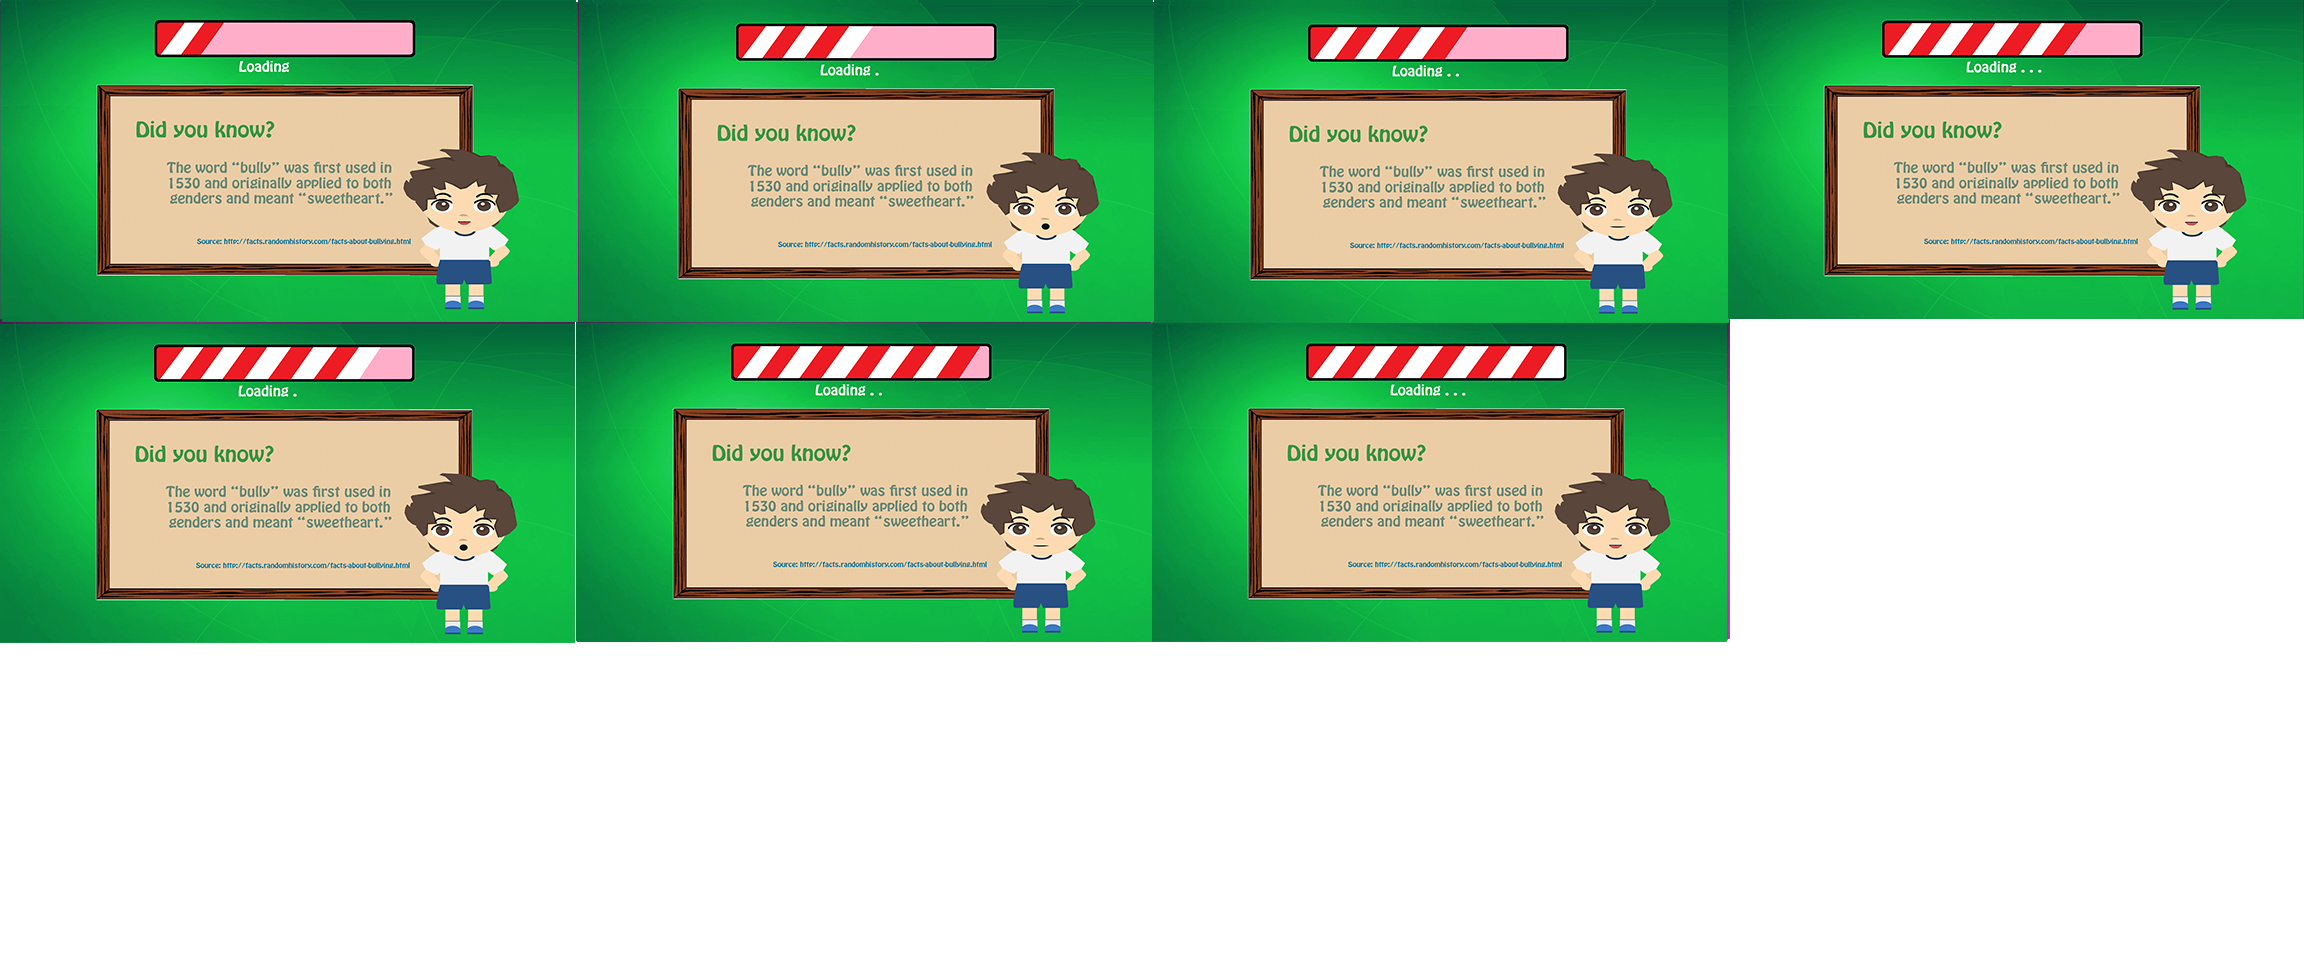 Loading
Did you know?
The word “bully” was first used in
1530 and originally applied to both
genders and meant “sweetheart.”
Source: http://facts.randomhistory.com/facts-about-bullying.html
Loading .
Did you know?
The word “bully” was first used in
1530 and originally applied to both
genders and meant “sweetheart.”
Source: http://facts.randomhistory.com/facts-about-bullying.html
Loading . .
Did you know?
The word “bully” was first used in
1530 and originally applied to both
genders and meant “sweetheart.”
Source: http://facts.randomhistory.com/facts-about-bullying.html
Loading . . .
Did you know?
The word “bully” was first used in
1530 and originally applied to both
genders and meant “sweetheart.”
Source: http://facts.randomhistory.com/facts-about-bullying.html
Loading .
Did you know?
The word “bully” was first used in
1530 and originally applied to both
genders and meant “sweetheart.”
Source: http://facts.randomhistory.com/facts-about-bullying.html
Loading . .
Did you know?
The word “bully” was first used in
1530 and originally applied to both
genders and meant “sweetheart.”
Source: http://facts.randomhistory.com/facts-about-bullying.html
Loading . . .
Did you know?
The word “bully” was first used in
1530 and originally applied to both
genders and meant “sweetheart.”
Source: http://facts.randomhistory.com/facts-about-bullying.html